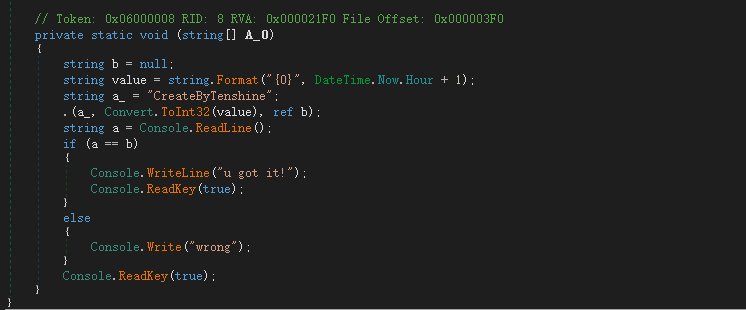 // Token: 0x06000008 RID: 8 RVA: 0x000021F0 File Offset: 0x000003F0
private static void (string[] A_0)
{
string b = null;
string value = string.Format("{0}", DateTime.Now.Hour + 1);
string a_ = "CreateByTenshine";
.(a_, Convert.ToInt32(value), ref b);
string a = Console.ReadLine();
if (a == b)
{
Console.WriteLine("u got it!");
Console.ReadKey(true);
}
else
{
Console.Write("wrong");
}
Console.ReadKey(true);
}
}